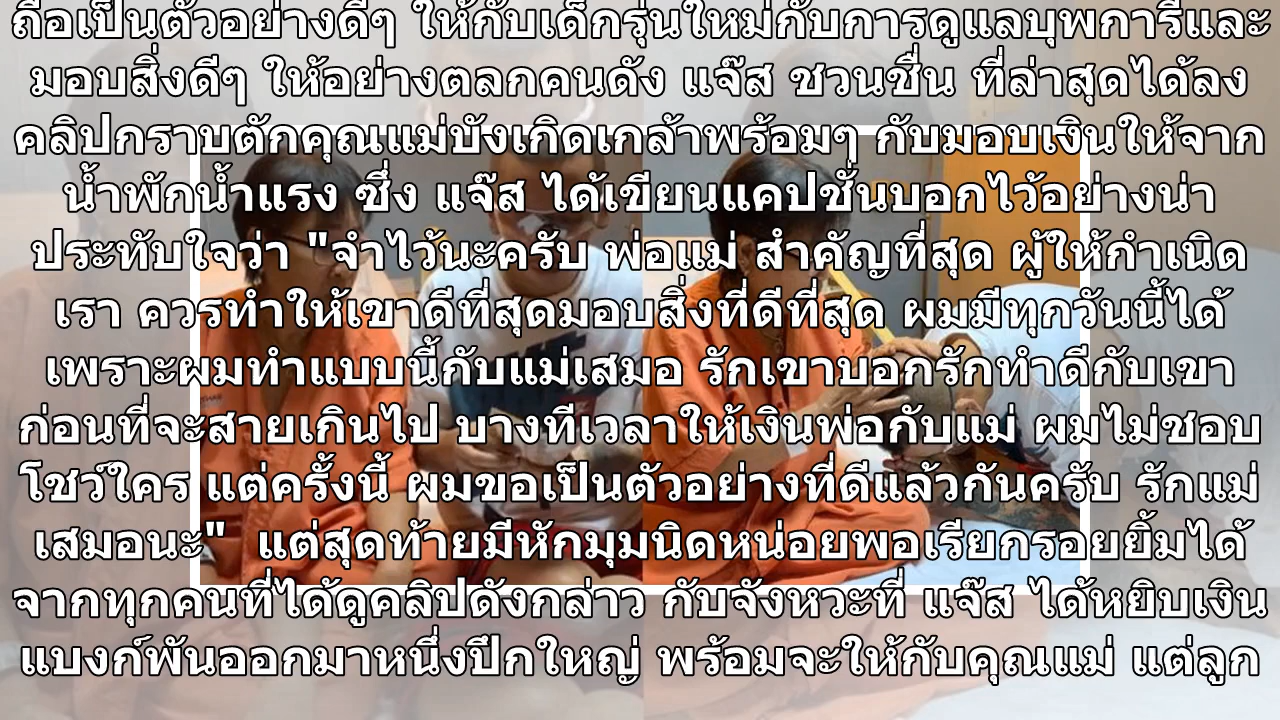 ถือเป็นตัวอย่างดีๆ ให้กับเด็กรุ่นใหม่กับการดูแลบุพการีและ
มอบสิ่งดีๆ ให้อย่างตลกคนดัง แจ๊ส ชวนชื่น ที่ล่าสุดได้ลง
คลิปกราบตักคุณแม่บังเกิดเกล้าพร้อมๆ กับมอบเงินให้จาก
น้ำพักน้ำแรง ซึ่ง แจ๊ส ได้เขียนแคปชั่นบอกไว้อย่างน่า
ประทับใจว่า "จำไว้นะครับ พ่อแม่ สำคัญที่สุด ผู้ให้กำเนิด
เรา ควรทำให้เขาดีที่สุดมอบสิ่งที่ดีที่สุด ผมมีทุกวันนี้ได้
เพราะผมทำแบบนี้กับแม่เสมอ รักเขาบอกรักทำดีกับเขา
ก่อนที่จะสายเกินไป บางทีเวลาให้เงินพ่อกับแม่ ผมไม่ชอบ
โชว์ใคร แต่ครั้งนี้ ผมขอเป็นตัวอย่างที่ดีแล้วกันครับ รักแม่
เสมอนะ" แต่สุดท้ายมีหักมุมนิดหน่อยพอเรียกรอยยิ้มได้
จากทุกคนที่ได้ดูคลิปดังกล่าว กับจังหวะที่ แจ๊ส ได้หยิบเงิน
แบงก์พันออกมาหนึ่งปึกใหญ่ พร้อมจะให้กับคุณแม่ แต่ลูก